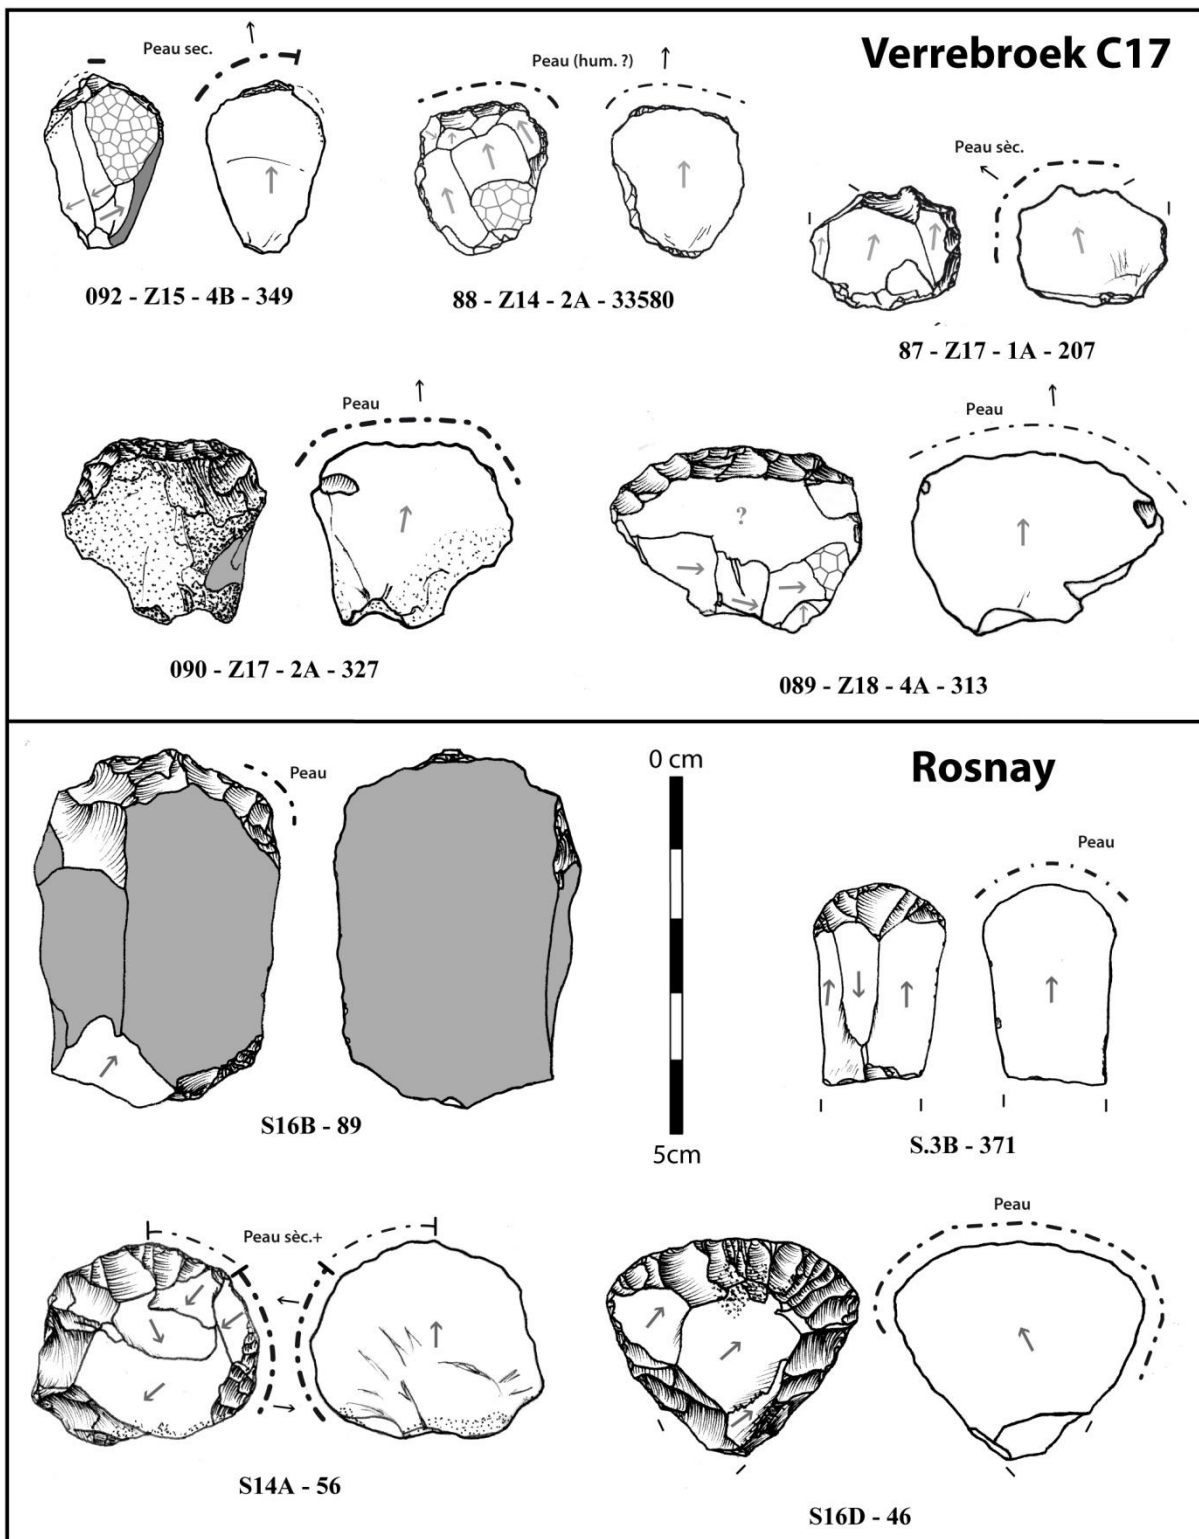 Verrebroek C17
Peau sec.
Peau (hum. ?)
Peau sèc.
092 - Z15 - 4B - 349
88 - Z14 - 2A - 33580
87 - Z17 - 1A - 207
Peau
Peau
?
090 - Z17 - 2A - 327
089 - Z18 - 4A - 313
Rosnay
Peau
0 cm
5cm
Peau
S16B - 89
S.3B - 371
Peau sèc.+
Peau
S14A - 56
S16D - 46